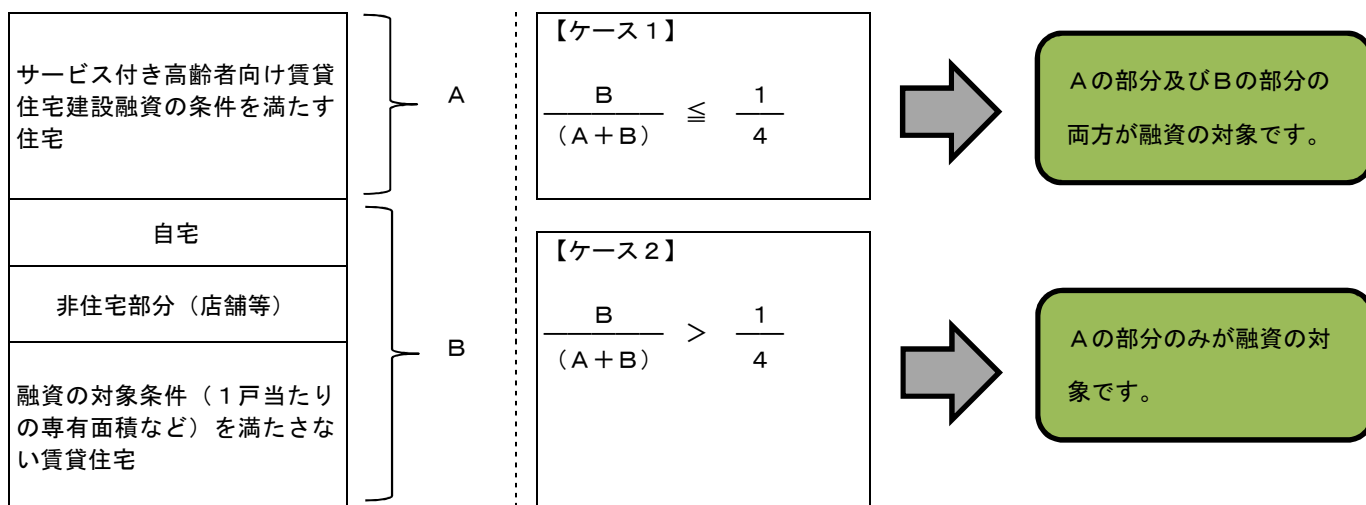 サービス付き高齢者向け賃貸
住宅建設融資の条件を満たす
住宅
自宅
非住宅部分（店舗等）
融資の対象条件（１戸当たり
の専有面積など）を満たさな
い賃貸住宅
Ａ
Ｂ
【ケース１】
Ｂ
（Ａ＋Ｂ）
≦
１
４
Ａの部分及びＢの部分の
両方が融資の対象です。
【ケース２】
Ｂ
（Ａ＋Ｂ）
＞
１
４
Ａの部分のみが融資の対
象です。